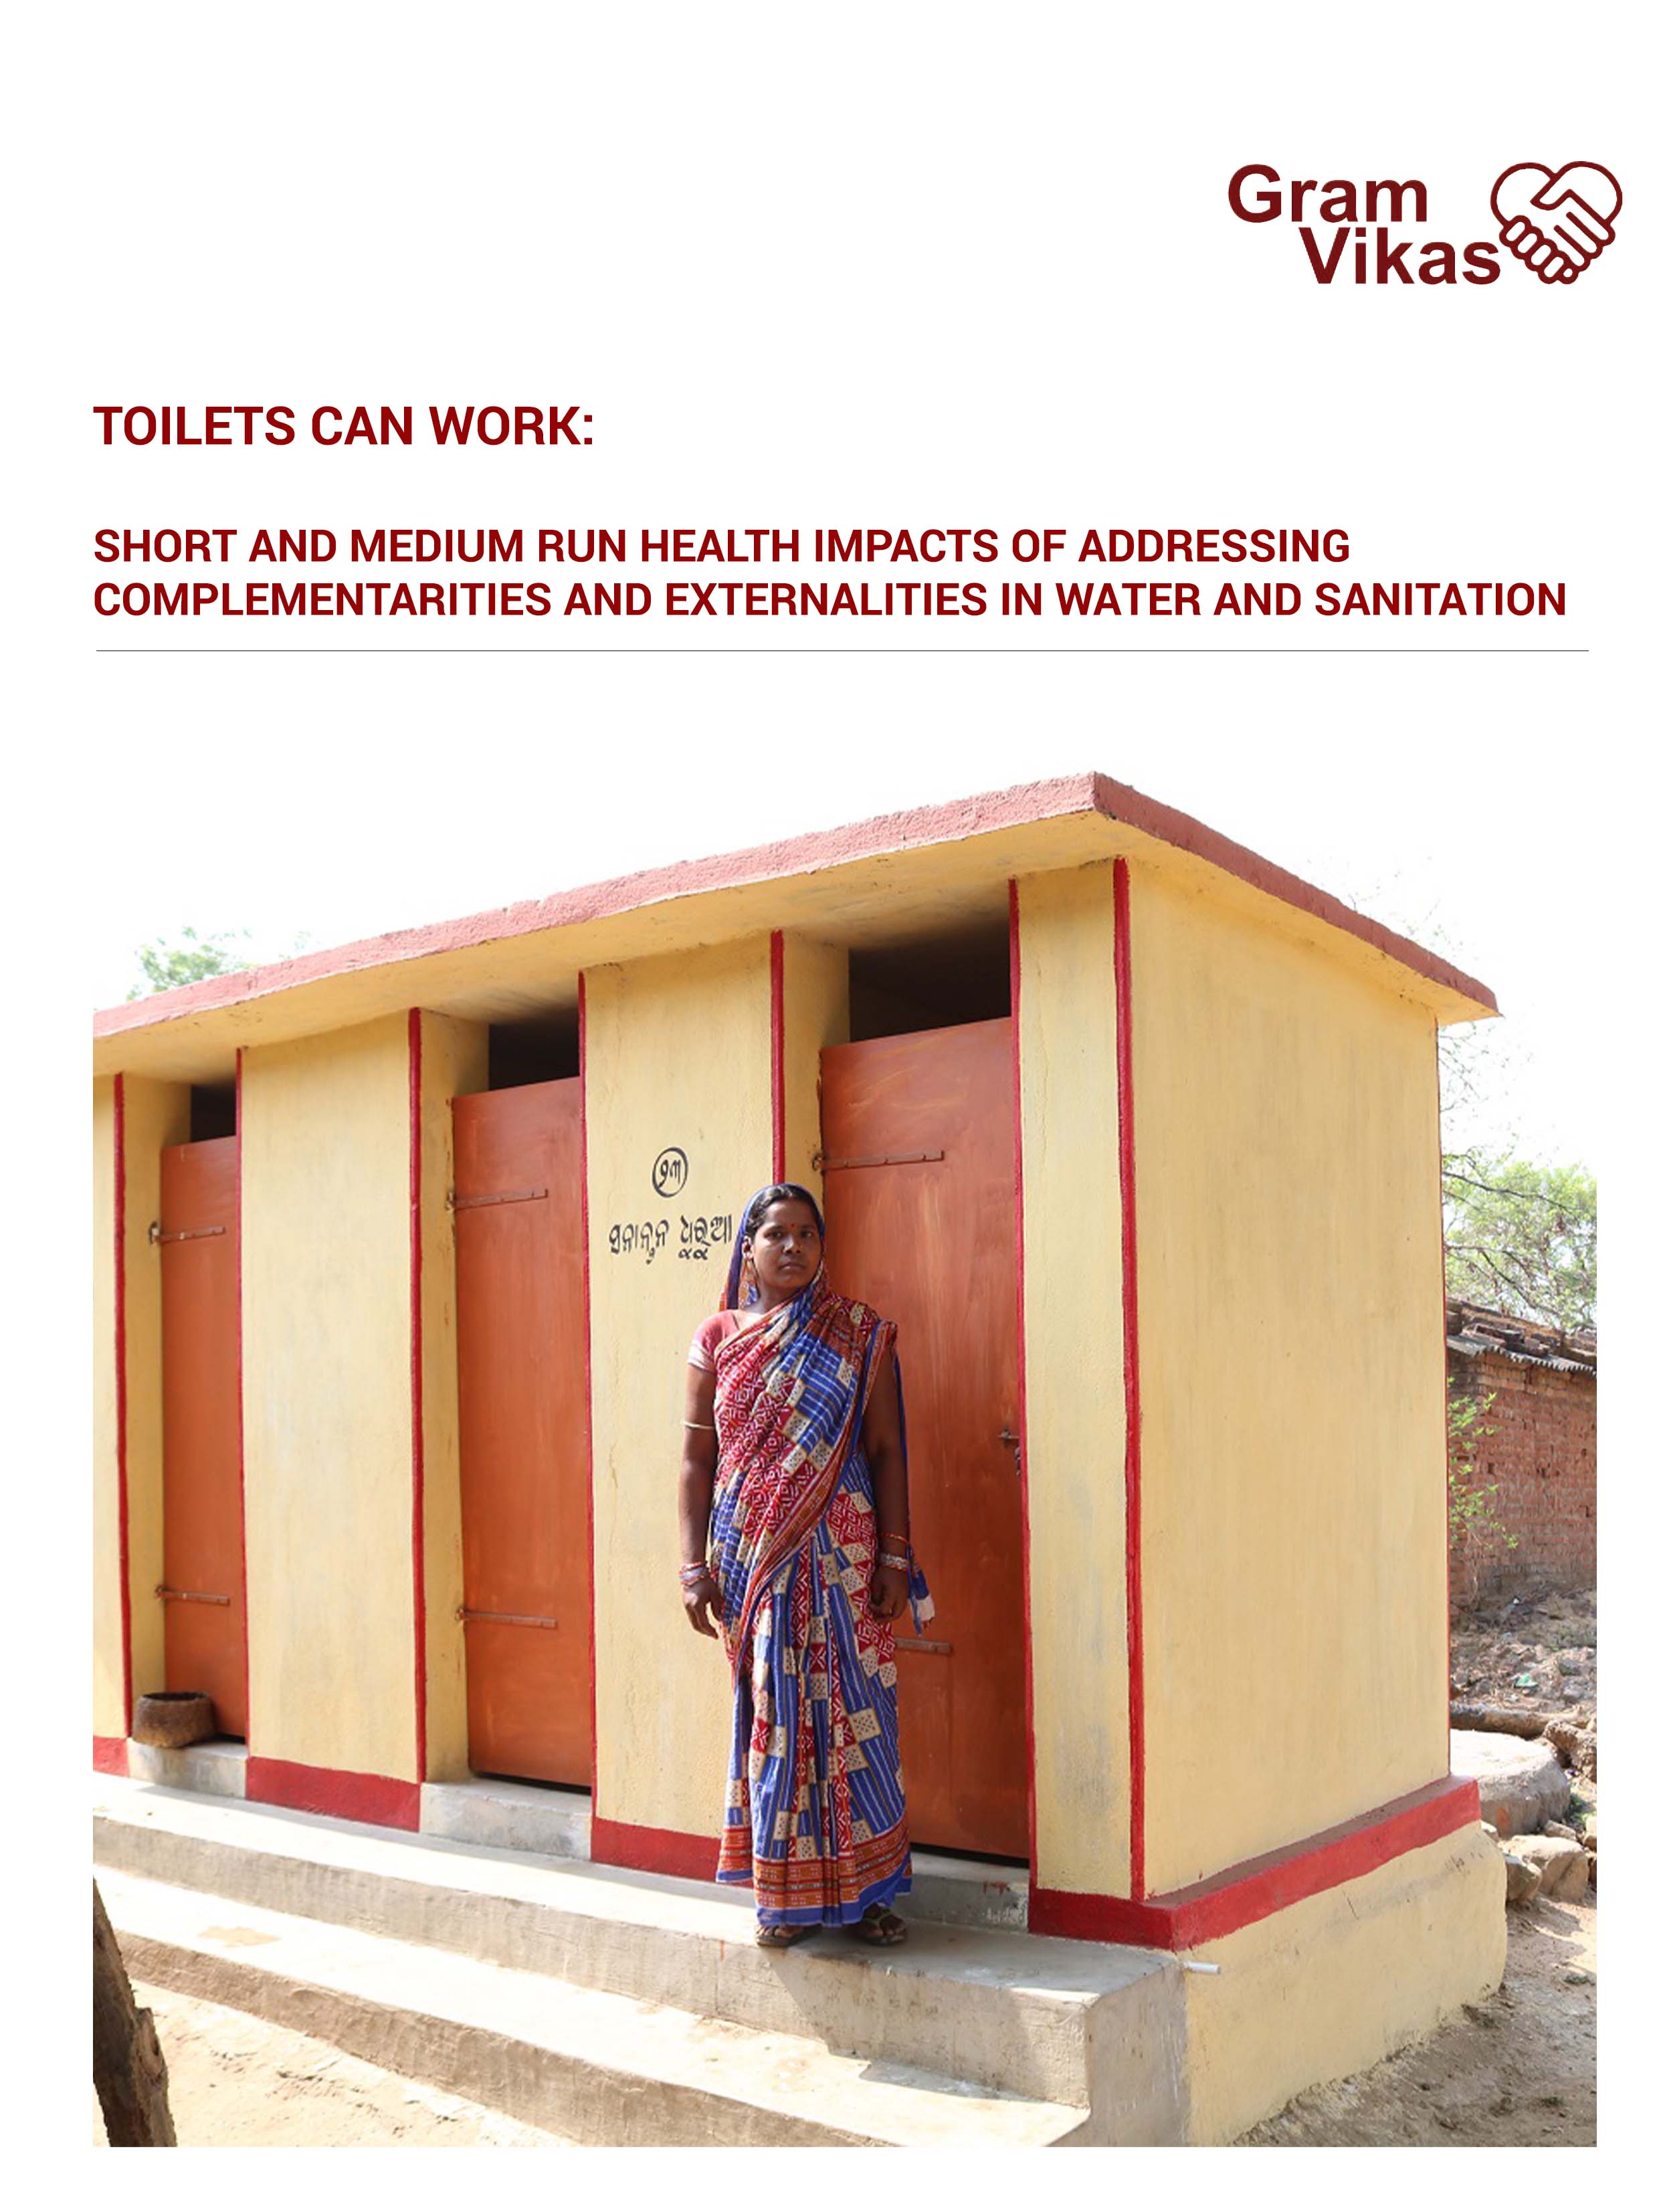 Gram
Vikas
TOILETS CAN WORK:
SHORT AND MEDIUM RUN HEALTH IMPACTS OF ADDRESSING
COMPLEMENTARITIES AND EXTERNALITIES IN WATER AND SANITATION
୨୩
ସନାତନ ଧୁରୁଆ